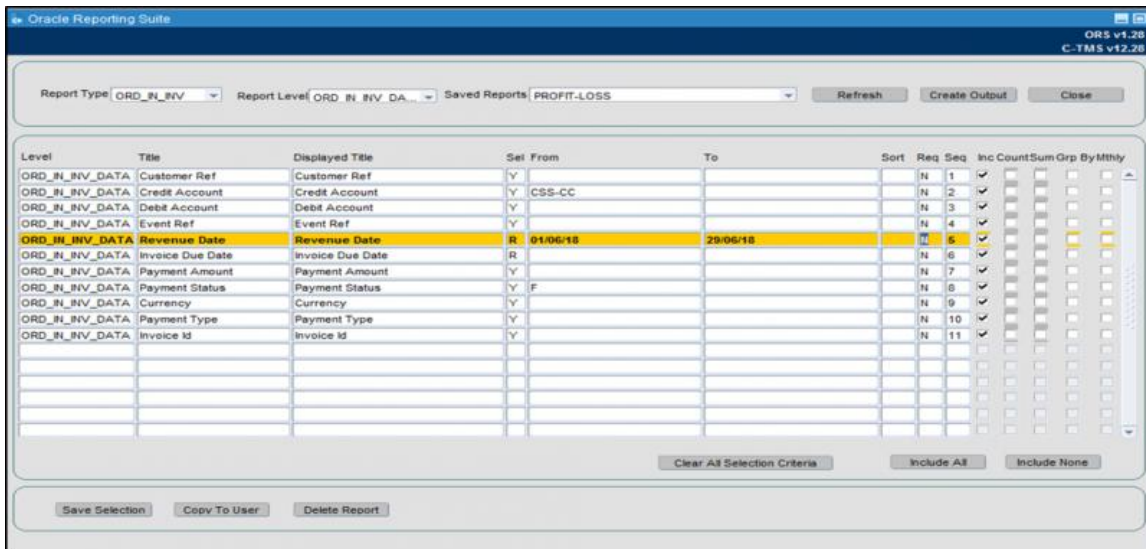 Oracle Reporting Suite
ORS v1.28
C-TMS v12.28
Report Type ORD_IN_INV Report Level ORD_IN_INV_DA... Saved Reports PROFIT-LOSS Refresh Create Output Close
Level Title Displayed Title Sel From To Sort Req Seq Inc Count Sum Grp By Mthly
ORD_IN_INV_DATA Customer Ref Customer Ref Y N 1
ORD_IN_INV_DATA Credit Account Credit Account Y CSS-CC N 2
ORD_IN_INV_DATA Debit Account Debit Account Y N 3
ORD_IN_INV_DATA Event Ref Event Ref Y N 4
ORD_IN_INV_DATA Revenue Date Revenue Date R 01/06/18 29/06/18 N 5
ORD_IN_INV_DATA Invoice Due Date Invoice Due Date R N 6
ORD_IN_INV_DATA Payment Amount Payment Amount Y N 7
ORD_IN_INV_DATA Payment Status Payment Status Y F N 8
ORD_IN_INV_DATA Currency Currency Y N 9
ORD_IN_INV_DATA Payment Type Payment Type Y N 10
ORD_IN_INV_DATA Invoice Id Invoice Id Y N 11
Clear All Selection Criteria Include All Include None
Save Selection Copy To User Delete Report